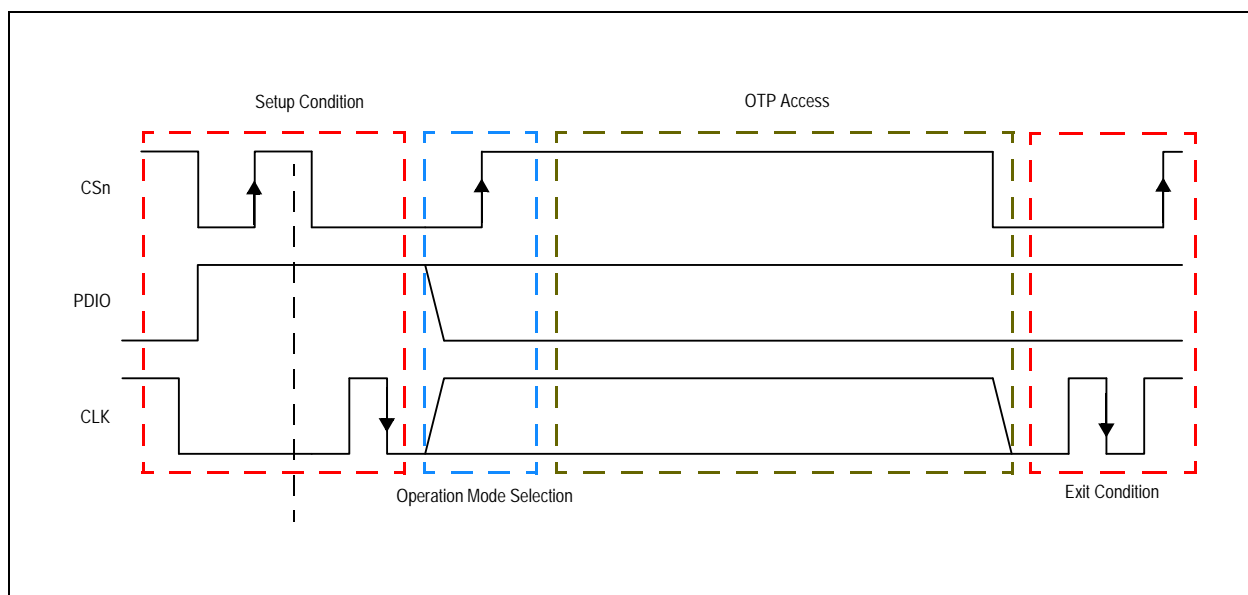 Setup Condition
OTP Access
CSn
PDIO
CLK
Operation Mode Selection
Exit Condition